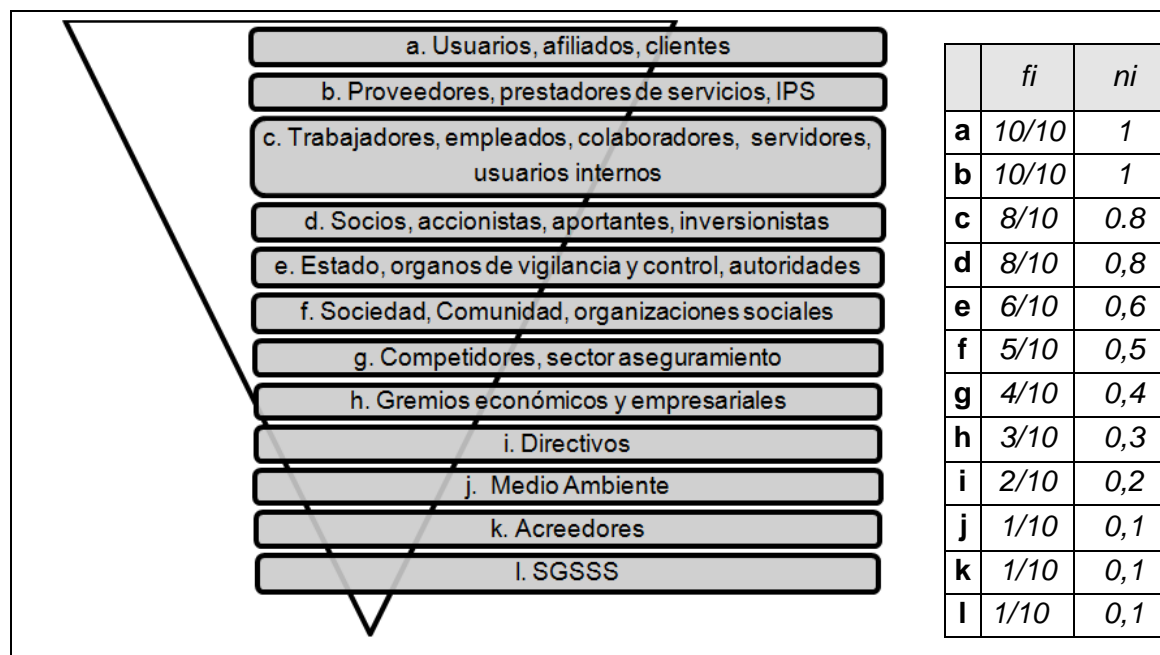 a. Usuarios, afiliados, clientes
b. Proveedores, prestadores de servicios, IPS
c. Trabajadores, empleados, colaboradores, servidores,
usuarios internos
d. Socios, accionistas, aportantes, inversionistas
e. Estado, organos de vigilancia y control, autoridades
f. Sociedad, Comunidad, organizaciones sociales
g. Competidores, sector aseguramiento
h. Gremios económicos y empresariales
i. Directivos
j. Medio Ambiente
k. Acreedores
l. SGSSS
fi ni
a 10/10 1
b 10/10 1
c 8/10 0.8
d 8/10 0,8
e 6/10 0,6
f 5/10 0,5
g 4/10 0,4
h 3/10 0,3
i 2/10 0,2
j 1/10 0,1
k 1/10 0,1
l 1/10 0,1